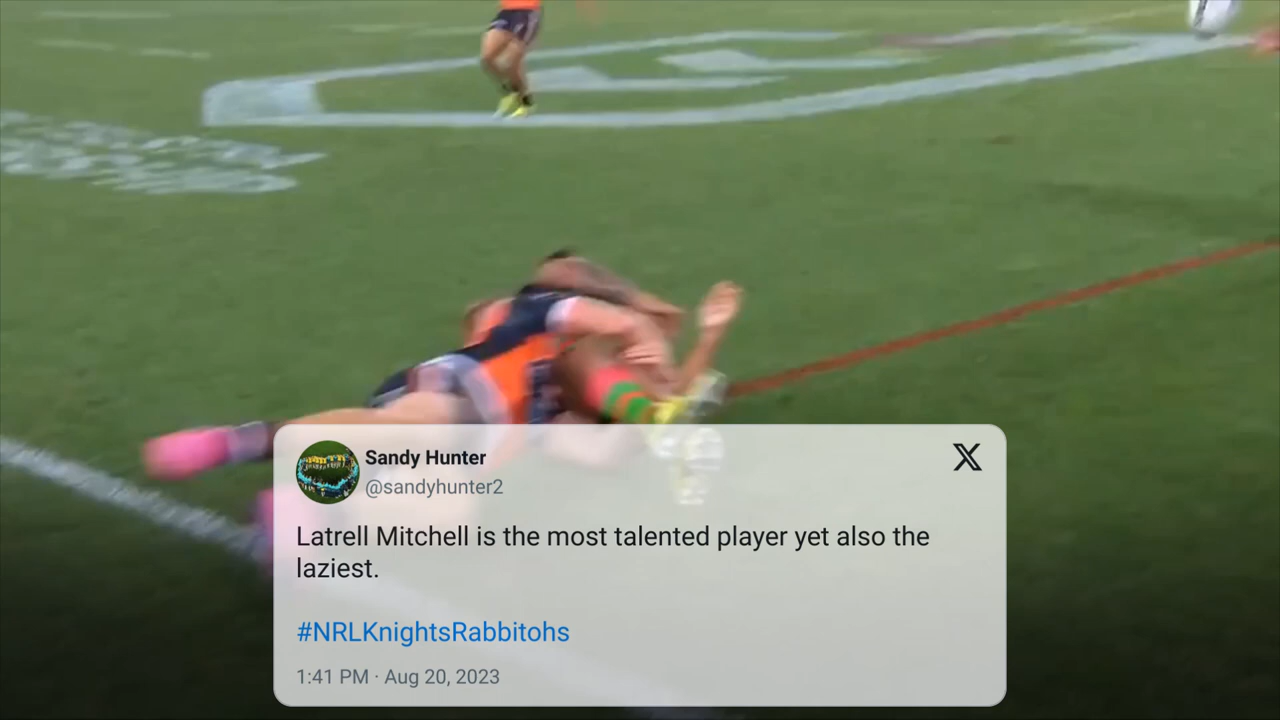 Sandy Hunter
@sandyhunter2
Latrell Mitchell is the most talented player yet also the
laziest.
#NRLKnightsRabbitohs
1:41 PM · Aug 20, 2023